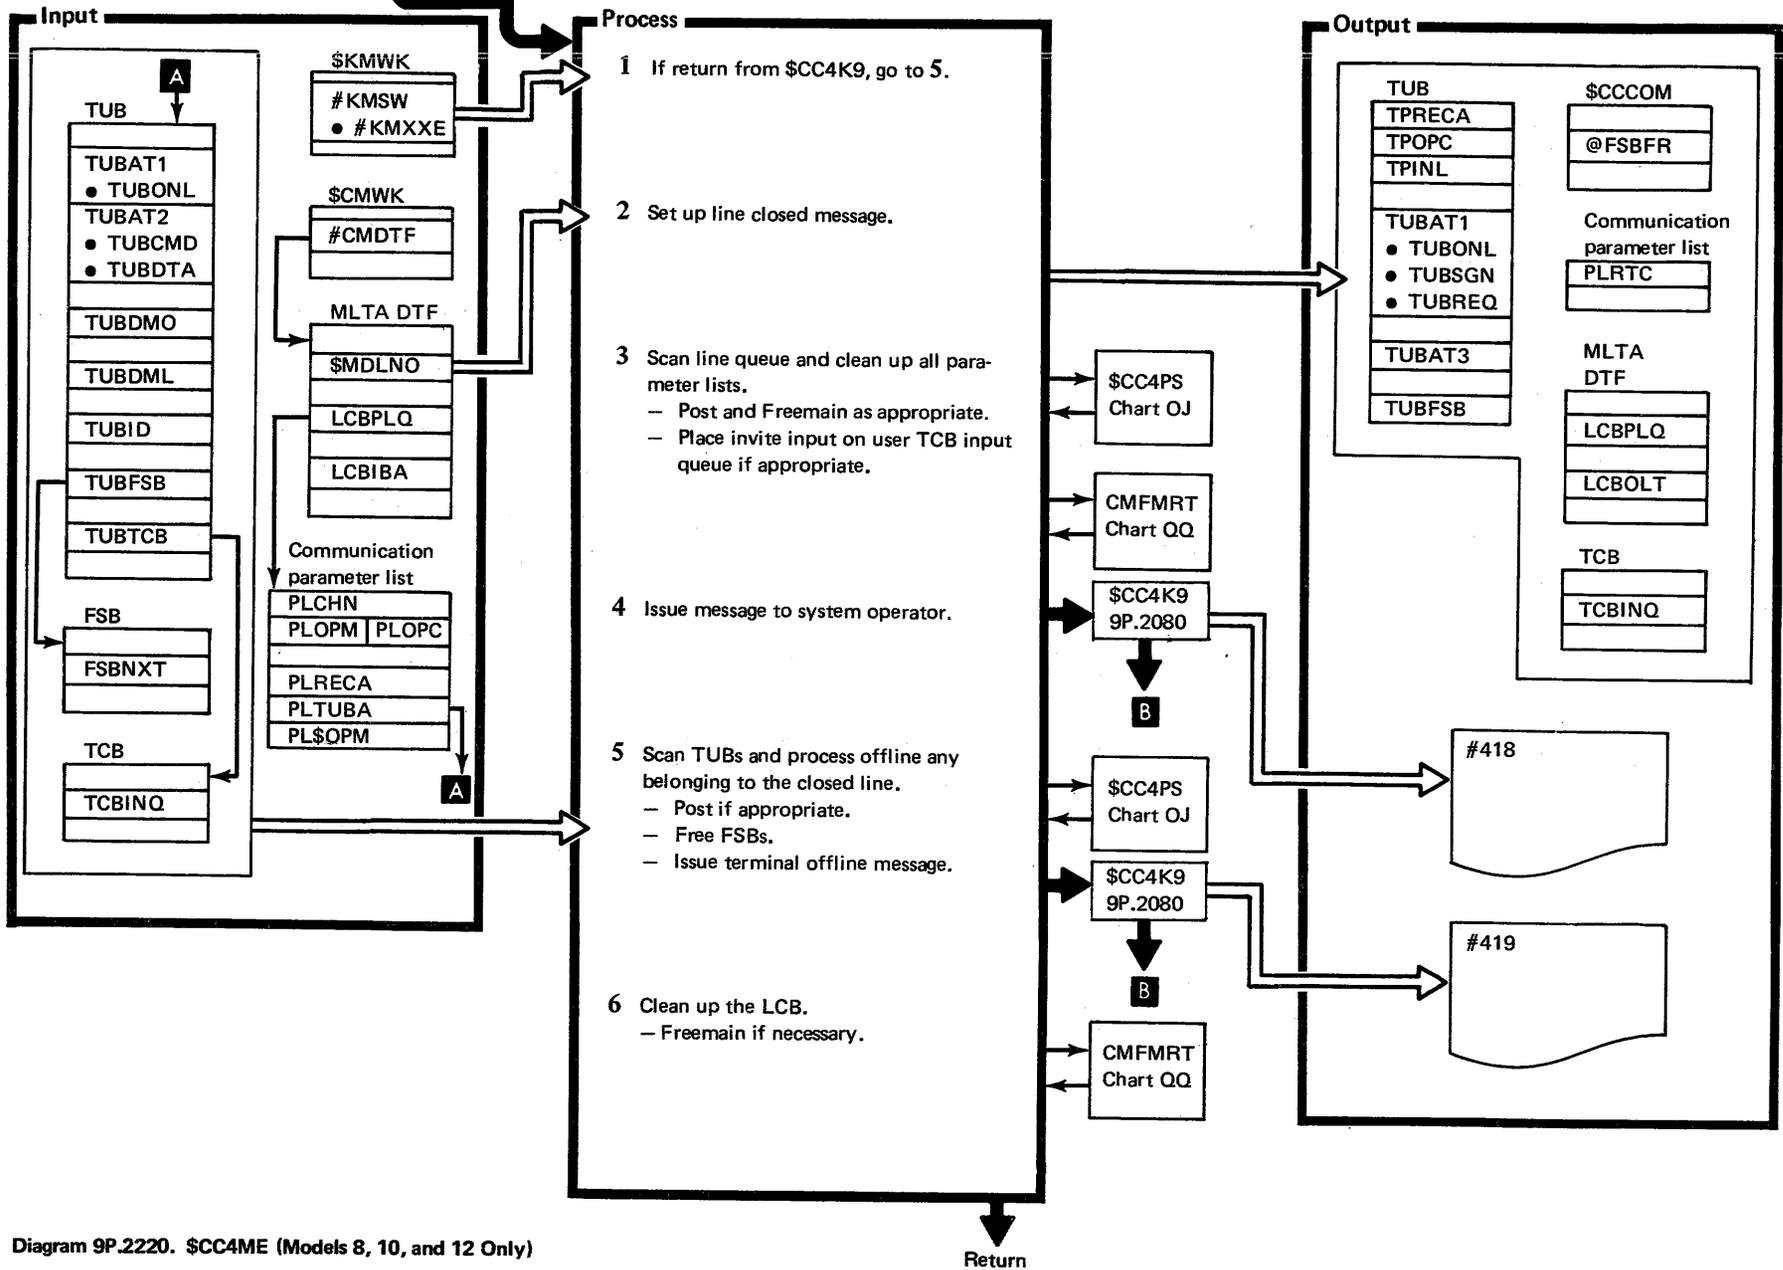 Input
A
TUB
TUBAT1
● TUBONL
TUBAT2
● TUBCMD
● TUBDTA
TUBDMO
TUBDML
TUBID
TUBFSB
TUBTCB
FSB
FSBNXT
TCB
TCBINQ
$KMWK
#KMSW
● #KMXXE
$CMWK
#CMDTF
MLTA DTF
$MDLNO
LCBPLQ
LCBIBA
Communication
parameter list
PLCHN
PLOPM PLOPC
PLRECA
PLTUBA
PL$OPM
A
Process
1 If return from $CC4K9, go to 5.
2 Set up line closed message.
3 Scan line queue and clean up all para-
meter lists.
— Post and Freemain as appropriate.
— Place invite input on user TCB input
queue if appropriate.
4 Issue message to system operator.
5 Scan TUBs and process offline any
belonging to the closed line.
— Post if appropriate.
— Free FSBs.
— Issue terminal offline message.
6 Clean up the LCB.
— Freemain if necessary.
$CC4PS
Chart OJ
CMFMRT
Chart QQ
$CC4K9
9P.2080
B
$CC4PS
Chart OJ
$CC4K9
9P.2080
B
CMFMRT
Chart QQ
Return
Output
TUB
TPRECA
TPOPC
TPINL
TUBAT1
● TUBONL
● TUBSGN
● TUBREQ
TUBAT3
TUBFSB
$CCCOM
@FSBFR
Communication
parameter list
PLRTC
MLTA
DTF
LCBPLQ
LCBOLT
TCB
TCBINQ
#418
#419
Diagram 9P.2220. $CC4ME (Models 8, 10, and 12 Only)